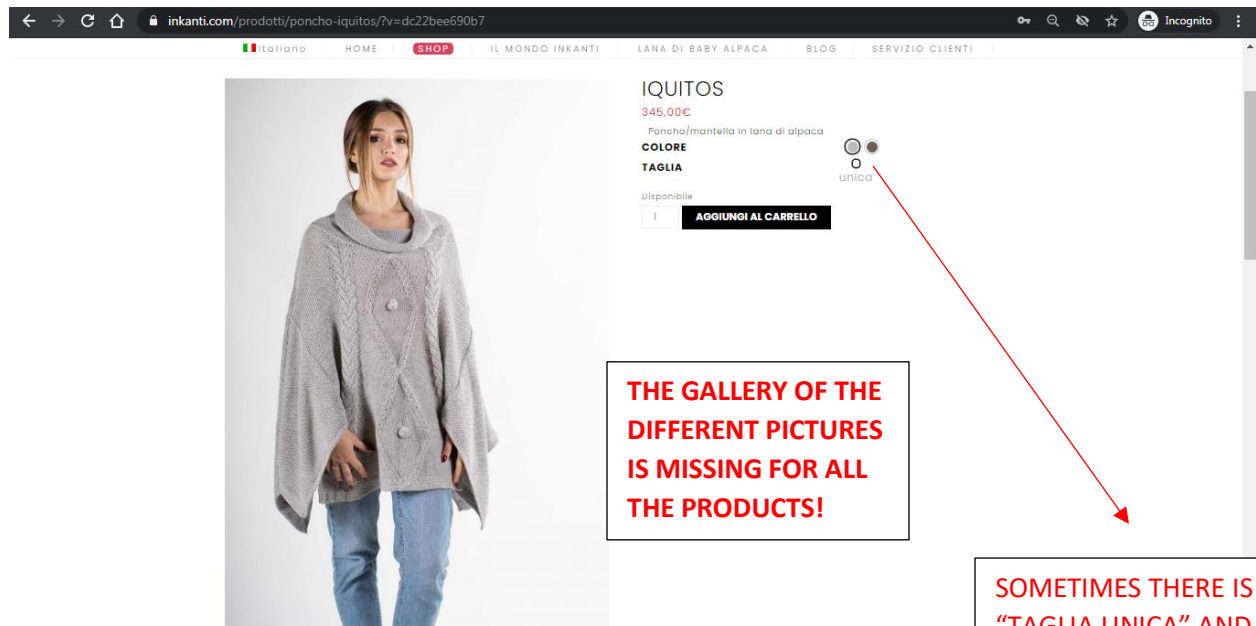 inkanti.com/prodotti/poncho-iquitos/?v=dc22bee690b7
Incognito
Italiano HOME SHOP IL MONDO INKANTI LANA DI BABY ALPACA BLOG SERVIZIO CLIENTI
IQUITOS
345,00€
Poncho/mantella in lana di alpaca
COLORE
TAGLIA
unica
Disponibile
1 AGGIUNGI AL CARRELLO
THE GALLERY OF THE
DIFFERENT PICTURES
IS MISSING FOR ALL
THE PRODUCTS!
SOMETIMES THERE IS
“TAGLIA UNICA” AND